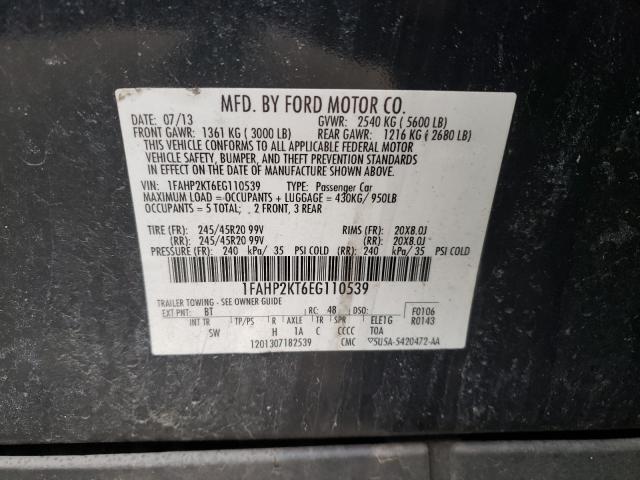 MFD. BY FORD MOTOR CO.
DATE: 07/13 GVWR: 2540 KG ( 5600 LB)
FRONT GAWR: 1361 KG ( 3000 LB) REAR GAWR: 1216 KG ( 2680 LB)
THIS VEHICLE CONFORMS TO ALL APPLICABLE FEDERAL MOTOR
VEHICLE SAFETY, BUMPER, AND THEFT PREVENTION STANDARDS
IN EFFECT ON THE DATE OF MANUFACTURE SHOWN ABOVE.
VIN: 1FAHP2KT6EG110539 TYPE: Passenger Car
MAXIMUM LOAD = OCCUPANTS + LUGGAGE = 430KG/ 950LB
OCCUPANTS = 5 TOTAL: 2 FRONT, 3 REAR
TIRE (FR): 245/45R20 99V RIMS (FR): 20X8.0J
(RR): 245/45R20 99V (RR): 20X8.0J
PRESSURE (FR): 240 kPa/ 35 PSI COLD (RR): 240 kPa/ 35 PSI COLD
1FAHP2KT6EG110539
TRAILER TOWING - SEE OWNER GUIDE
EXT PNT: BT RC: 48 DSO: F0106
INT TR TP/PS R AXLE TR SPR ELE1G R0143
SW H 1A C CCCC TOA
1201307182539 CMC ▽5U5A-5420472-AA